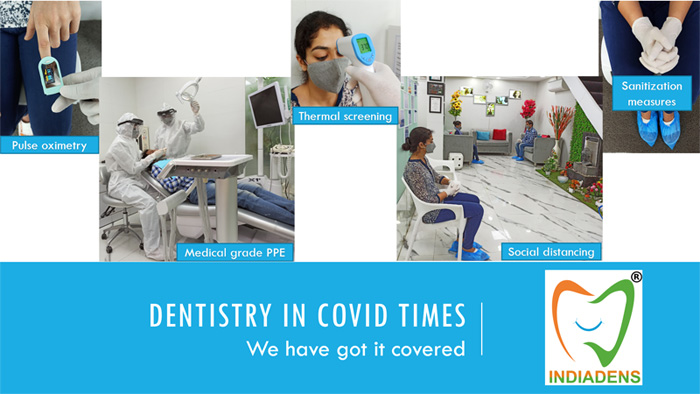 Pulse oximetry
Medical grade PPE
Thermal screening
Social distancing
Sanitization
measures
DENTISTRY IN COVID TIMES
We have got it covered
®
INDIADENS